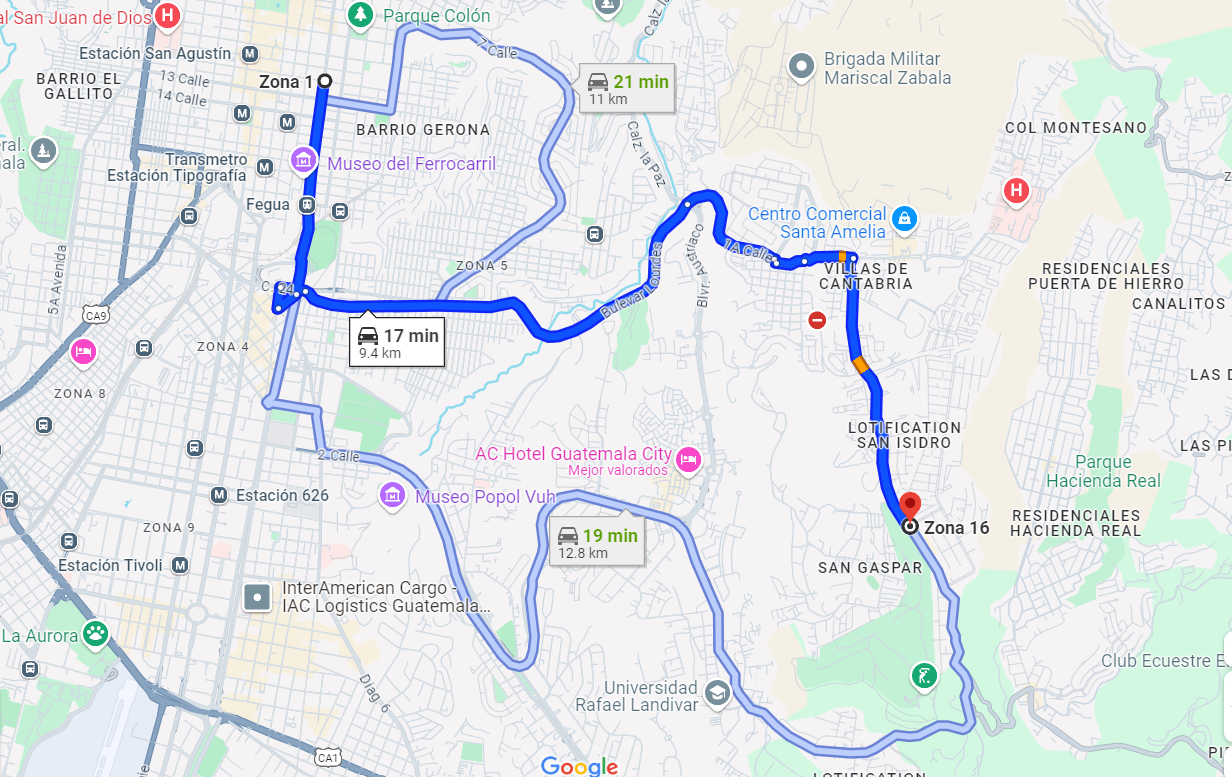 al San Juan de Dios
H
Parque Colón
Calz. la
7 Calle
Estación San Agustín
M
BARRIO EL
GALLITO
13 Calle
14 Calle
Zona 1
21 min
11 km
Brigada Militar
Mariscal Zabala
M
M
BARRIO GERONA
COL MONTESANO
eral.
ala
Transmetro
Estación Tipografía
M
Museo del Ferrocarril
Calz. la Paz
H
Fegua
Centro Comercial
Santa Amelia
1A Calle
5A Avenida
ZONA 5
Bulevar Lourdes
Blvr. Austriaco
VILLAS DE
CANTABRIA
RESIDENCIALES
PUERTA DE HIERRO
CANALITOS
C. 24
CA9
17 min
9.4 km
ZONA 4
ZONA 8
LAS D
LOTIFICATION
SAN ISIDRO
LAS PI
2 Calle
AC Hotel Guatemala City
Mejor valorados
Parque
Hacienda Real
M
Estación 626
Museo Popol Vuh
RESIDENCIALES
HACIENDA REAL
ZONA 9
19 min
12.8 km
Zona 16
Estación Tivoli
M
SAN GASPAR
InterAmerican Cargo -
IAC Logistics Guatemala...
La Aurora
Club Ecuestre E
Diag. 6
Universidad
Rafael Landivar
CA1
Google
LOTIFICATION